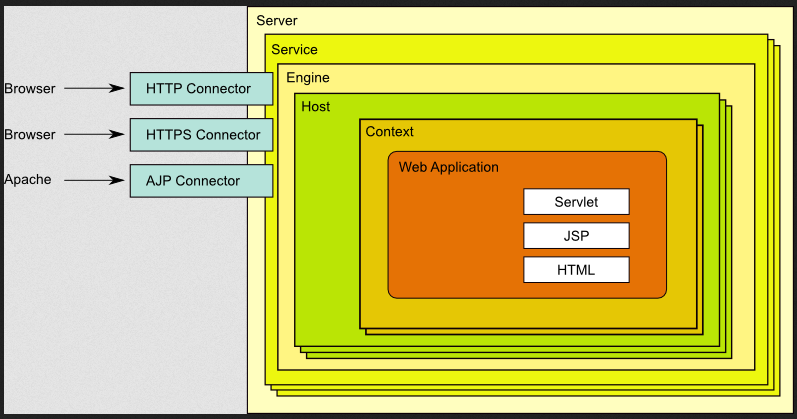 Server
Service
Engine
Browser
HTTP Connector
Host
Browser
HTTPS Connector
Context
Apache
AJP Connector
Web Application
Servlet
JSP
HTML